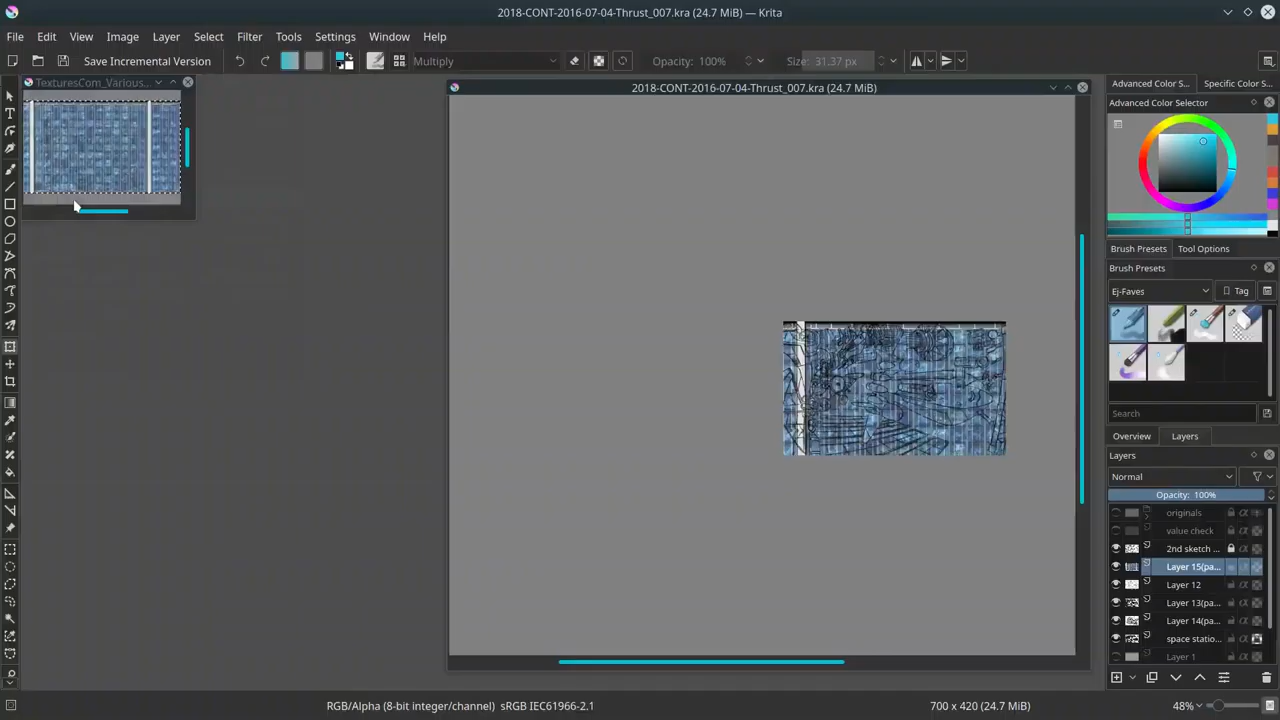 2018-CONT-2016-07-04-Thrust_007.kra (24.7 MiB) — Krita
File Edit View Image Layer Select Filter Tools Settings Window Help
Save Incremental Version Multiply Opacity: 100% Size: 31.37 px
TexturesCom_Various...
2018-CONT-2016-07-04-Thrust_007.kra (24.7 MiB)
Advanced Color S... Specific Color S...
Advanced Color Selector
Brush Presets Tool Options
Brush Presets
Ej-Faves Tag
Search
Overview Layers
Layers
Normal
Opacity: 100%
originals
value check
2nd sketch ...
Layer 15(pa...
Layer 12
Layer 13(pa...
Layer 14(pa...
space statio...
Layer 1
RGB/Alpha (8-bit integer/channel) sRGB IEC61966-2.1 700 x 420 (24.7 MiB) 48%